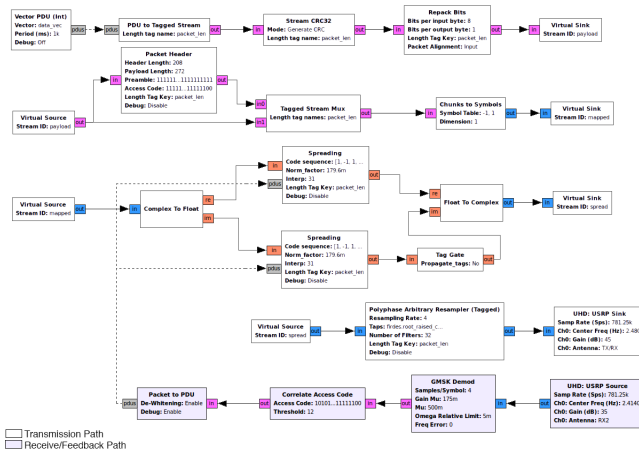 Vector PDU (Int)
Vector: data_vec
Period (ms): 1k
Debug: Off
pdus
pdus
PDU to Tagged Stream
Length tag name: packet_len
out
in
Stream CRC32
Mode: Generate CRC
Length tag name: packet_len
out
in
Repack Bits
Bits per input byte: 8
Bits per output byte: 1
Length Tag Key: packet_len
Packet Alignment: Input
out
in
Virtual Sink
Stream ID: payload
Virtual Source
Stream ID: payload
out
in
Packet Header
Header Length: 208
Payload Length: 272
Preamble: 111111...1111111111
Access Code: 11111...11111100
Length Tag Key: packet_len
Debug: Disable
out
in0
in1
Tagged Stream Mux
Length tag names: packet_len
out
in
Chunks to Symbols
Symbol Table: -1, 1
Dimension: 1
out
in
Virtual Sink
Stream ID: mapped
Virtual Source
Stream ID: mapped
out
in
Complex To Float
re
im
in
pdus
Spreading
Code sequence: [1, -1, 1, ...
Norm_factor: 179.6m
Interp: 31
Length Tag Key: packet_len
Debug: Disable
out
in
pdus
Spreading
Code sequence: [1, -1, 1, ...
Norm_factor: 179.6m
Interp: 31
Length Tag Key: packet_len
Debug: Disable
out
in
Tag Gate
Propagate_tags: No
out
re
im
Float To Complex
out
in
Virtual Sink
Stream ID: spread
Virtual Source
Stream ID: spread
out
in
Polyphase Arbitrary Resampler (Tagged)
Resampling Rate: 4
Taps: firdes.root_raised_c...
Number of Filters: 32
Length Tag Key: packet_len
Debug: Disable
out
in
UHD: USRP Sink
Samp Rate (Sps): 781.25k
Ch0: Center Freq (Hz): 2.48G
Ch0: Gain (dB): 45
Ch0: Antenna: TX/RX
pdus
Packet to PDU
De-Whitening: Enable
Debug: Enable
in
out
Correlate Access Code
Access Code: 10101...11111100
Threshold: 12
in
out
GMSK Demod
Samples/Symbol: 4
Gain Mu: 175m
Mu: 500m
Omega Relative Limit: 5m
Freq Error: 0
in
out
UHD: USRP Source
Samp Rate (Sps): 781.25k
Ch0: Center Freq (Hz): 2.414G
Ch0: Gain (dB): 35
Ch0: Antenna: RX2
Transmission Path
Receive/Feedback Path